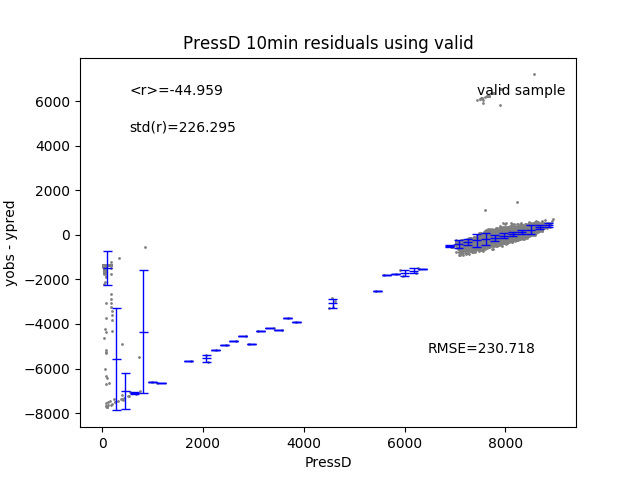 PressD 10min residuals using valid
<r>=-44.959
valid sample
std(r)=226.295
RMSE=230.718
yobs - ypred
6000
4000
2000
0
−2000
−4000
−6000
−8000
0 2000 4000 6000 8000
PressD